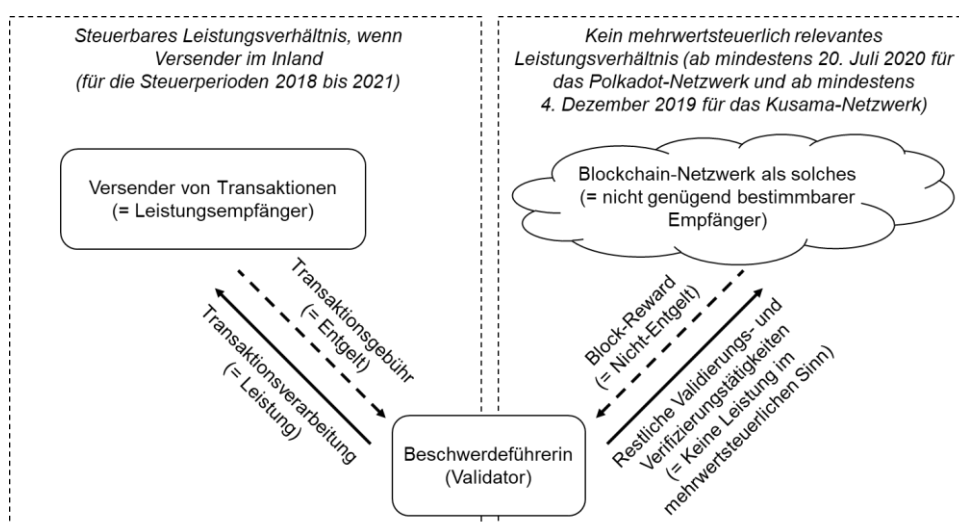 Steuerbares Leistungsverhältnis, wenn
Versender im Inland
(für die Steuerperioden 2018 bis 2021)
Kein mehrwertsteuerlich relevantes
Leistungsverhältnis (ab mindestens 20. Juli 2020 für
das Polkadot-Netzwerk und ab mindestens
4. Dezember 2019 für das Kusama-Netzwerk)
Versender von Transaktionen
(= Leistungsempfänger)
Blockchain-Netzwerk als solches
(= nicht genügend bestimmbarer
Empfänger)
Transaktionsgebühr
(= Entgelt)
Transaktionsverarbeitung
(= Leistung)
Block-Reward
(= Nicht-Entgelt)
Restliche Validierungs- und
Verifizierungstätigkeiten
(= Keine Leistung im
mehrwertsteuerlichen Sinn)
Beschwerdeführerin
(Validator)